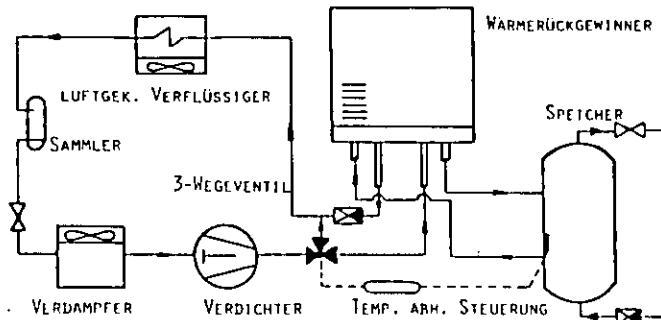 WÄRMERÜCKGEWINNER
LUFTGEK. VERFLÜSSIGER
SPEICHER
SAMMLER
3-WEGEVENTIL
VERDAMPFER
VERDICHTER
TEMP. ABH. STEUERUNG